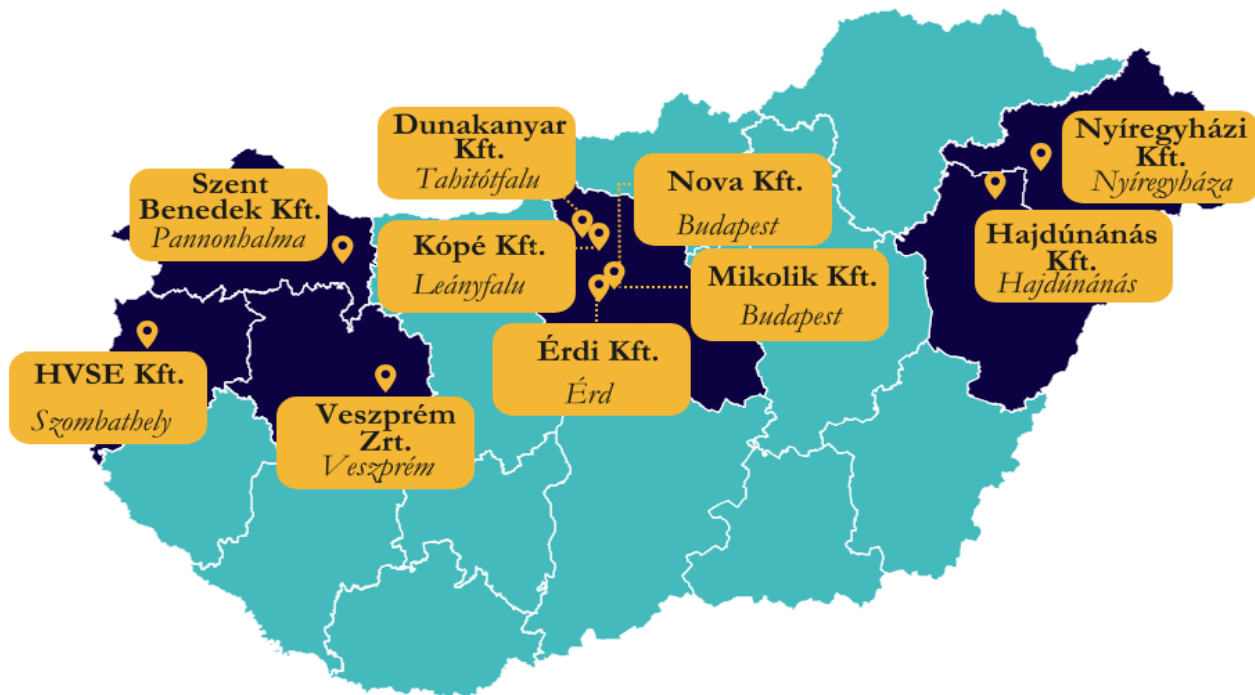 Dunakanyar
Kft.
Tahitótfalu
Nyíregyházi
Kft.
Nyíregyháza
Szent
Benedek Kft.
Pannonhalma
Nova Kft.
Budapest
Kópé Kft.
Leányfalu
Hajdúnánás
Kft.
Hajdúnánás
Mikolik Kft.
Budapest
Érdi Kft.
Érd
HVSE Kft.
Szombathely
Veszprém
Zrt.
Veszprém